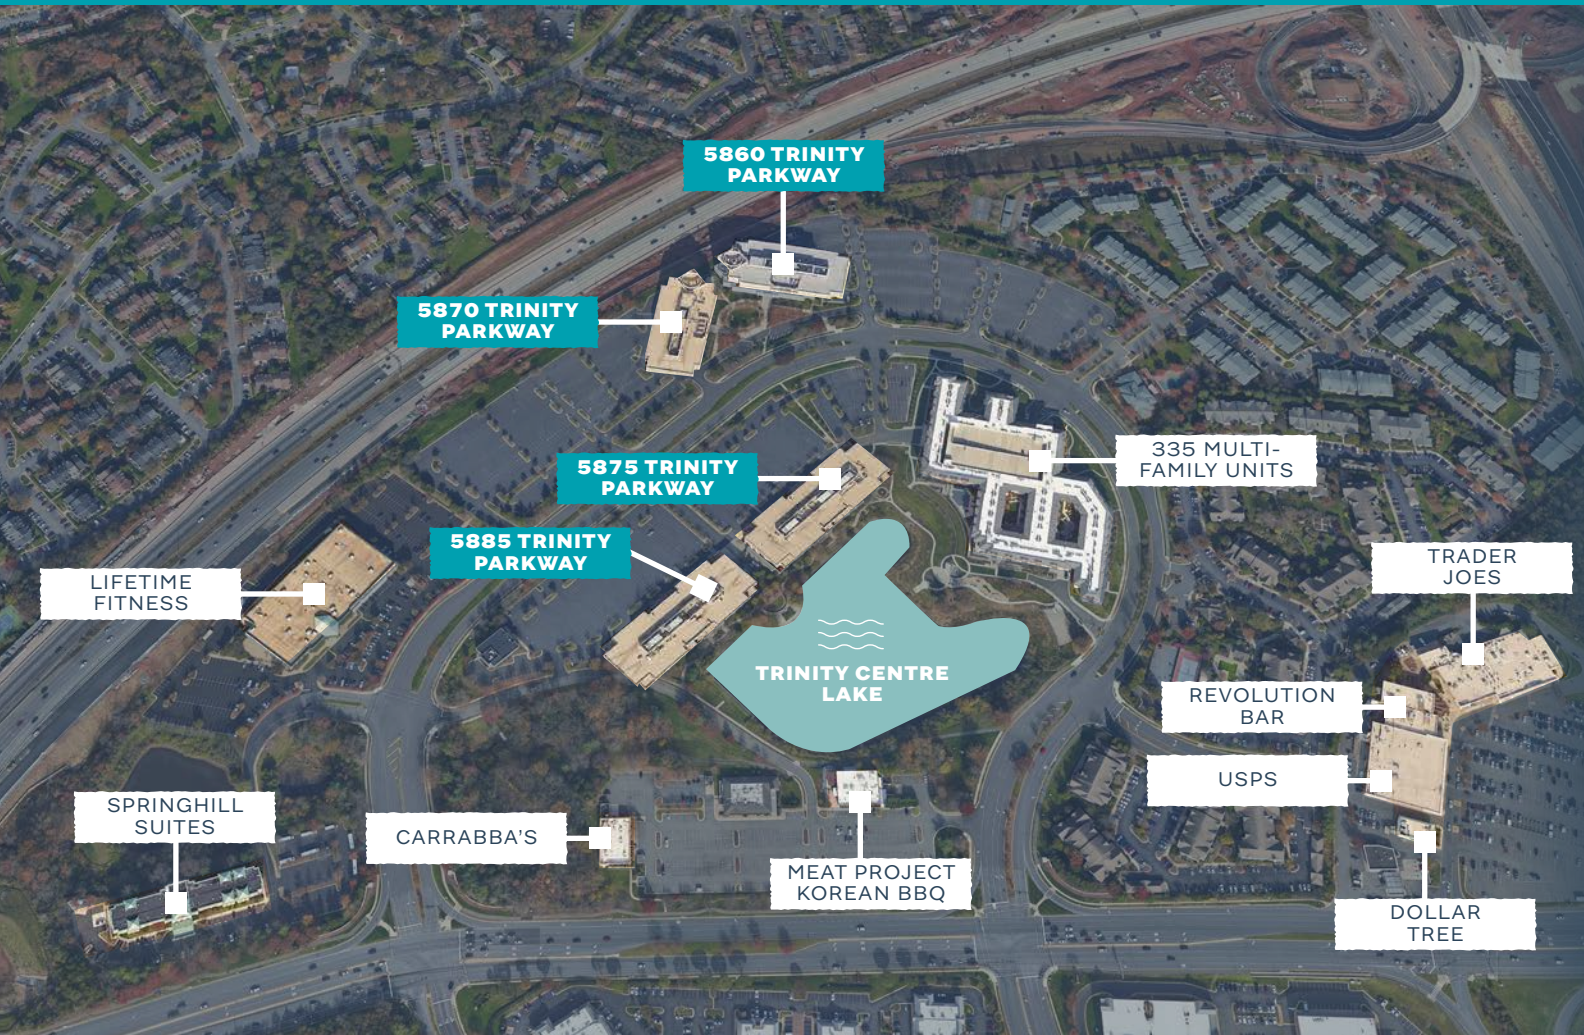 5860 TRINITY
PARKWAY
5870 TRINITY
PARKWAY
335 MULTI-
FAMILY UNITS
5875 TRINITY
PARKWAY
5885 TRINITY
PARKWAY
LIFETIME
FITNESS
TRADER
JOES
TRINITY CENTRE
LAKE
REVOLUTION
BAR
USPS
SPRINGHILL
SUITES
CARRABBA'S
MEAT PROJECT
KOREAN BBQ
DOLLAR
TREE